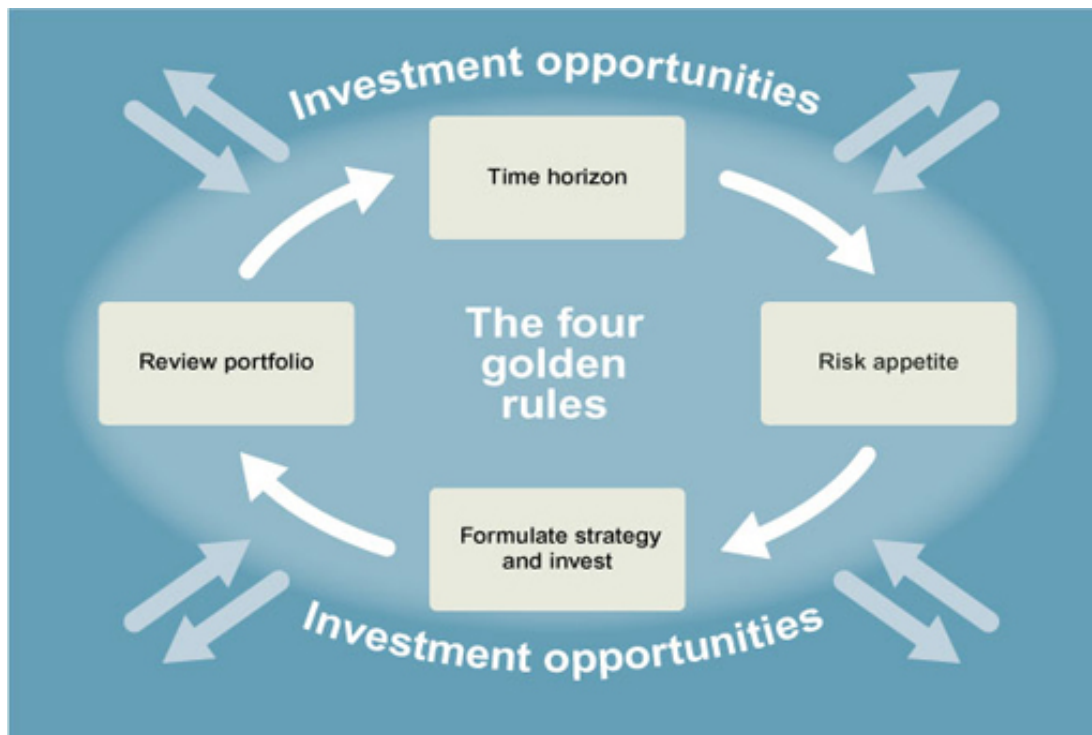 Investment opportunities
Time horizon
Review portfolio
The four
golden
rules
Risk appetite
Formulate strategy
and invest
Investment opportunities